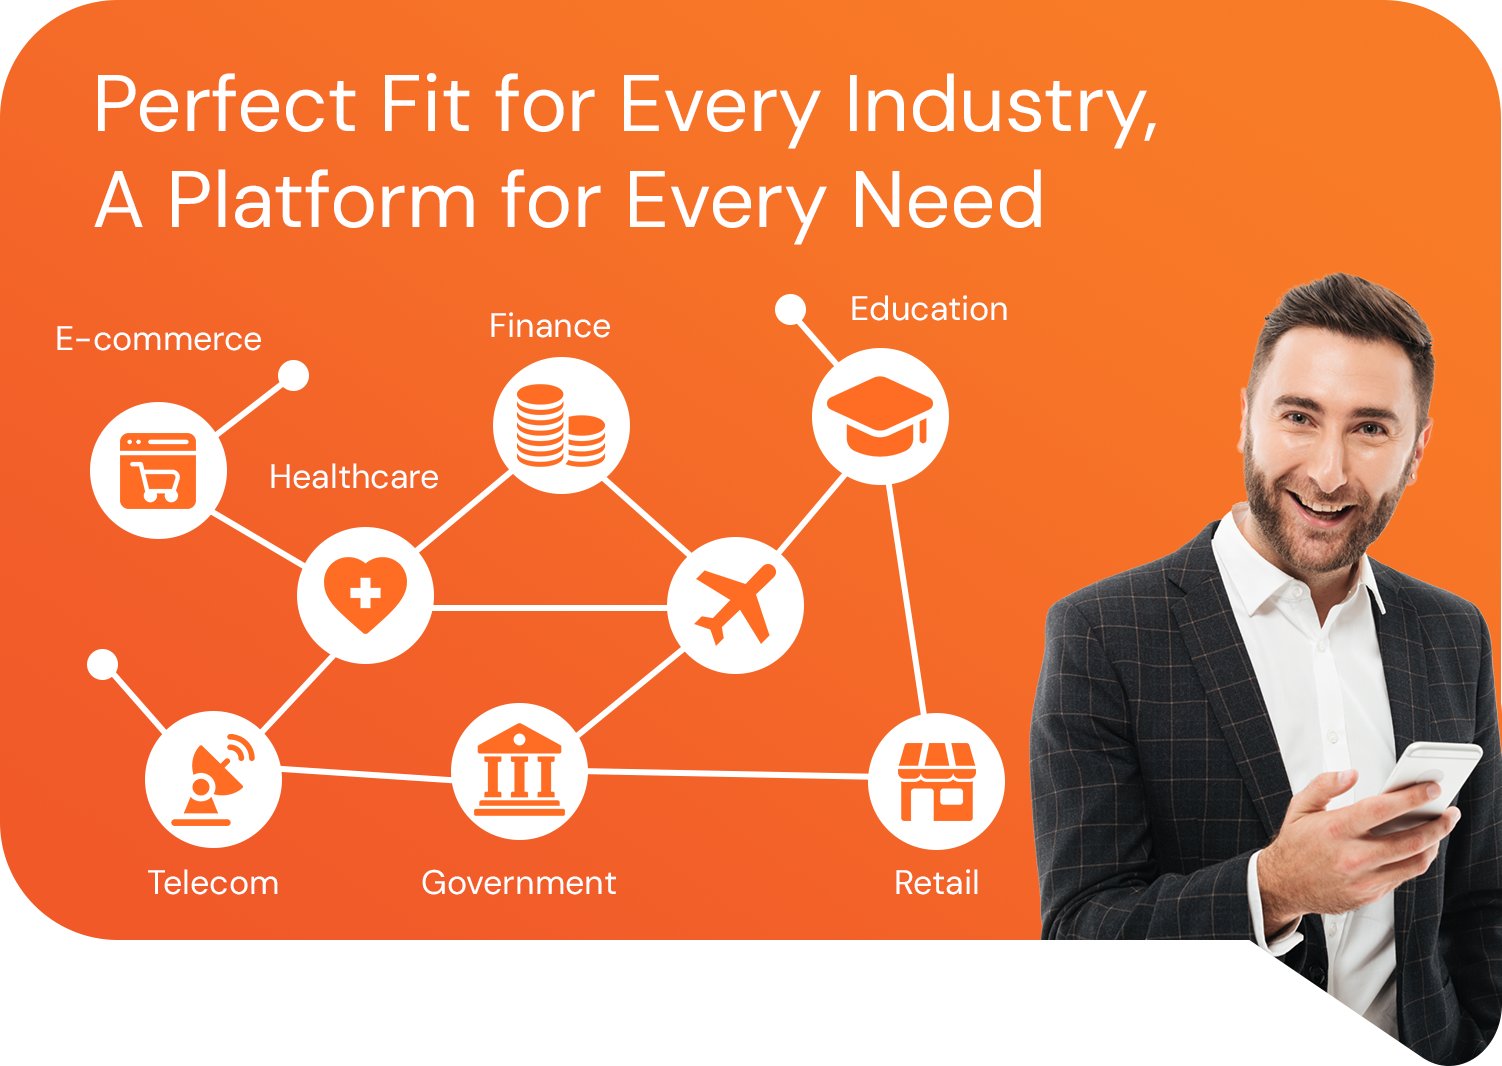 Perfect Fit for Every Industry,
A Platform for Every Need
E-commerce
Finance
Education
Healthcare
Telecom
Government
Retail